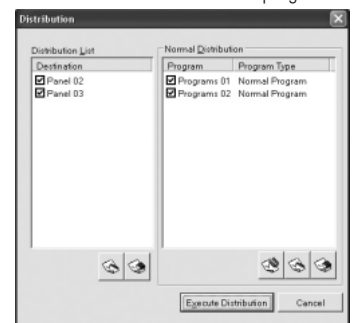 Distribution
Distribution List
Destination
Panel 02
Panel 03
Normal Distribution
Program Program Type
Programs 01 Normal Program
Programs 02 Normal Program
Execute Distribution Cancel